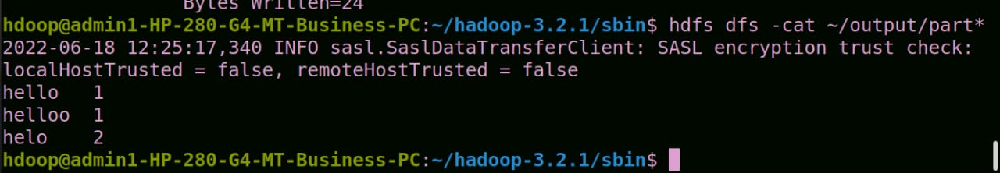 Bytes Written=24
hdoop@admin1-HP-280-G4-MT-Business-PC:~/hadoop-3.2.1/sbin$ hdfs dfs -cat ~/output/part*
2022-06-18 12:25:17,340 INFO sasl.SaslDataTransferClient: SASL encryption trust check:
localHostTrusted = false, remoteHostTrusted = false
hello 1
helloo 1
helo 2
hdoop@admin1-HP-280-G4-MT-Business-PC:~/hadoop-3.2.1/sbin$